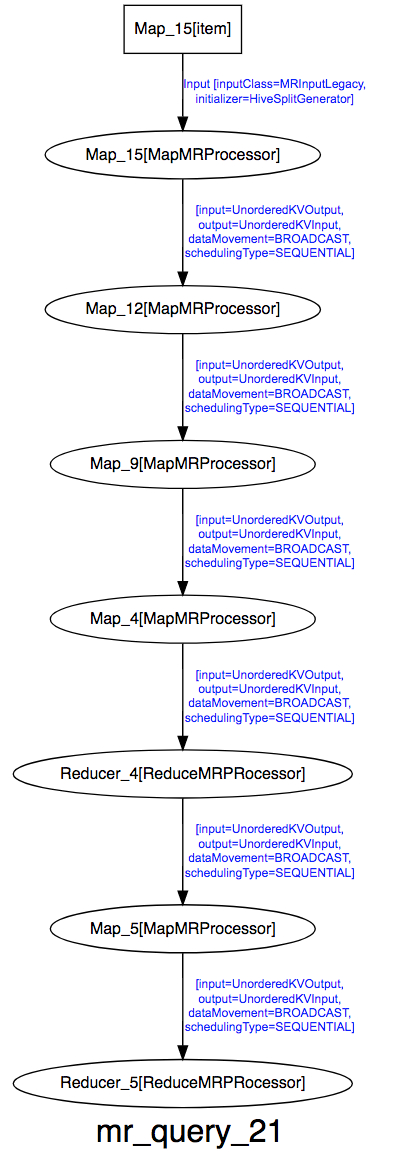 Map_15[item]
Input [inputClass=MRInputLegacy,
initializer=HiveSplitGenerator]
Map_15[MapMRProcessor]
[input=UnorderedKVOutput,
output=UnorderedKVInput,
dataMovement=BROADCAST,
schedulingType=SEQUENTIAL]
Map_12[MapMRProcessor]
[input=UnorderedKVOutput,
output=UnorderedKVInput,
dataMovement=BROADCAST,
schedulingType=SEQUENTIAL]
Map_9[MapMRProcessor]
[input=UnorderedKVOutput,
output=UnorderedKVInput,
dataMovement=BROADCAST,
schedulingType=SEQUENTIAL]
Map_4[MapMRProcessor]
[input=UnorderedKVOutput,
output=UnorderedKVInput,
dataMovement=BROADCAST,
schedulingType=SEQUENTIAL]
Reducer_4[ReduceMRPRocessor]
[input=UnorderedKVOutput,
output=UnorderedKVInput,
dataMovement=BROADCAST,
schedulingType=SEQUENTIAL]
Map_5[MapMRProcessor]
[input=UnorderedKVOutput,
output=UnorderedKVInput,
dataMovement=BROADCAST,
schedulingType=SEQUENTIAL]
Reducer_5[ReduceMRPRocessor]
mr_query_21